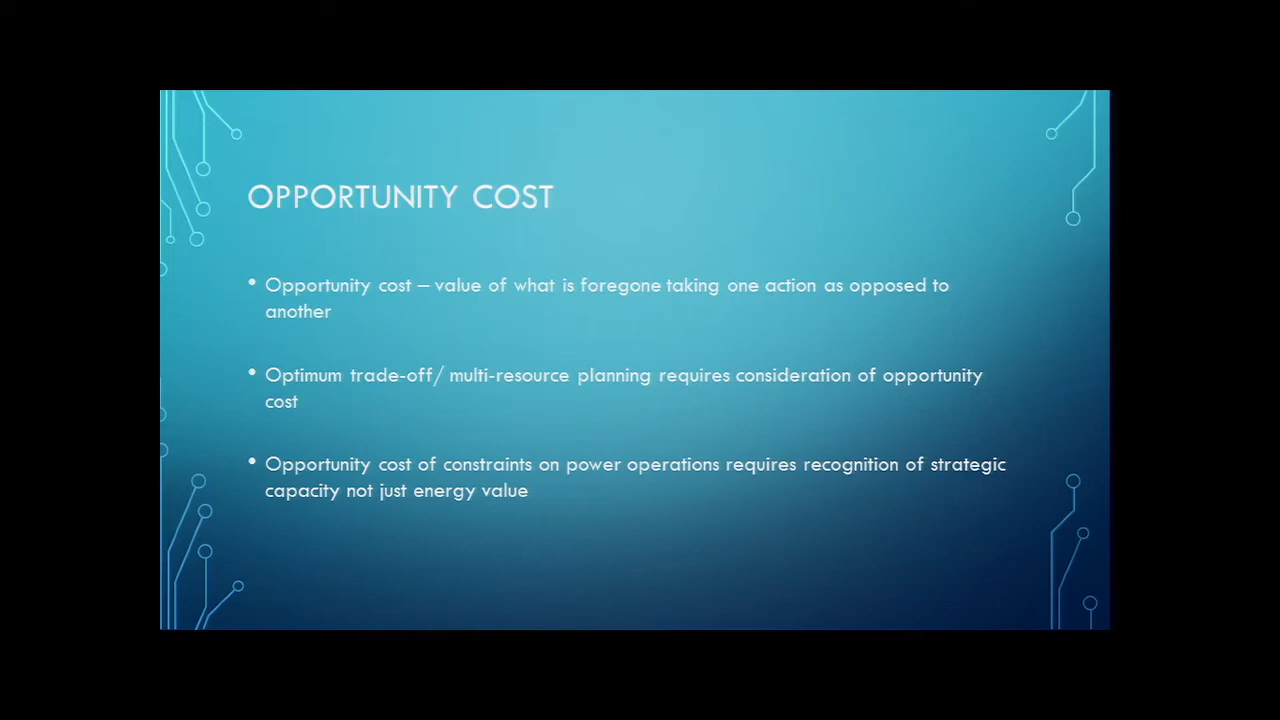 OPPORTUNITY COST
• Opportunity cost – value of what is foregone taking one action as opposed to
another
• Optimum trade-off/ multi-resource planning requires consideration of opportunity
cost
• Opportunity cost of constraints on power operations requires recognition of strategic
capacity not just energy value